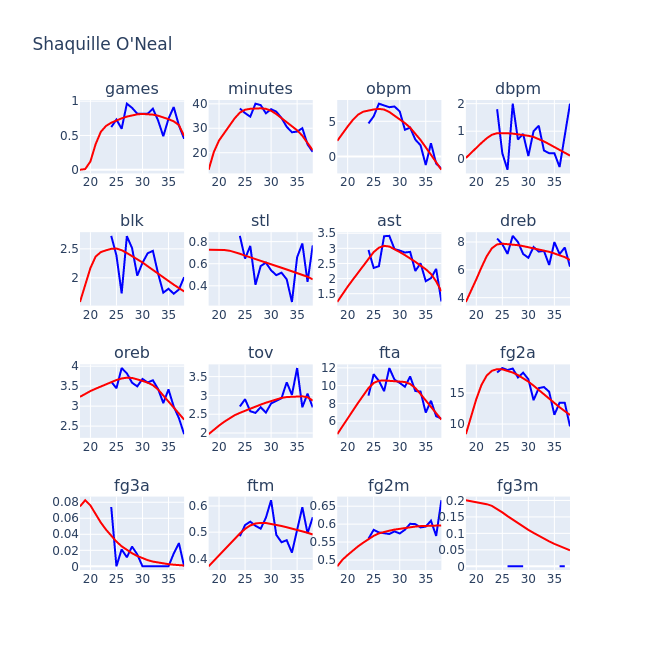 Shaquille O'Neal
games minutes obpm dbpm
1 0.5 0 40 30 20 5 0 2 1 0
20 25 30 35 20 25 30 35 20 25 30 35 20 25 30 35
blk stl ast dreb
2.5 2 0.8 0.6 0.4 3.5 3 2.5 2 1.5 8 6 4
20 25 30 35 20 25 30 35 20 25 30 35 20 25 30 35
oreb tov fta fg2a
4 3.5 3 2.5 3.5 3 2.5 2 12 10 8 6 15 10
20 25 30 35 20 25 30 35 20 25 30 35 20 25 30 35
fg3a ftm fg2m fg3m
0.08 0.06 0.04 0.02 0 0.6 0.5 0.4 0.65 0.6 0.55 0.5 0.2 0.15 0.1 0.05 0
20 25 30 35 20 25 30 35 20 25 30 35 20 25 30 35